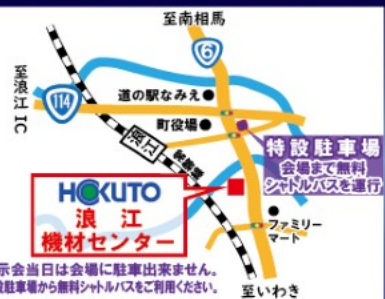 至南相馬
6
至浪江IC
114
道の駅なみえ
町役場
浪江
常磐線
特設駐車場
会場まで無料
シャトルバスを運行
HOKUTO
浪江
機材センター
ファミリー
マート
示会当日は会場に駐車出来ません。
設駐車場から無料シャトルバスをご利用ください。
至いわき